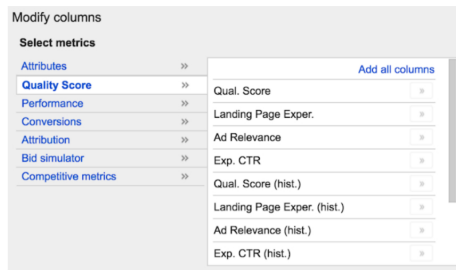 Modify columns
Select metrics
Attributes »
Quality Score »
Performance »
Conversions »
Attribution »
Bid simulator »
Competitive metrics »
Add all columns
Qual. Score »
Landing Page Exper. »
Ad Relevance »
Exp. CTR »
Qual. Score (hist.) »
Landing Page Exper. (hist.) »
Ad Relevance (hist.) »
Exp. CTR (hist.) »